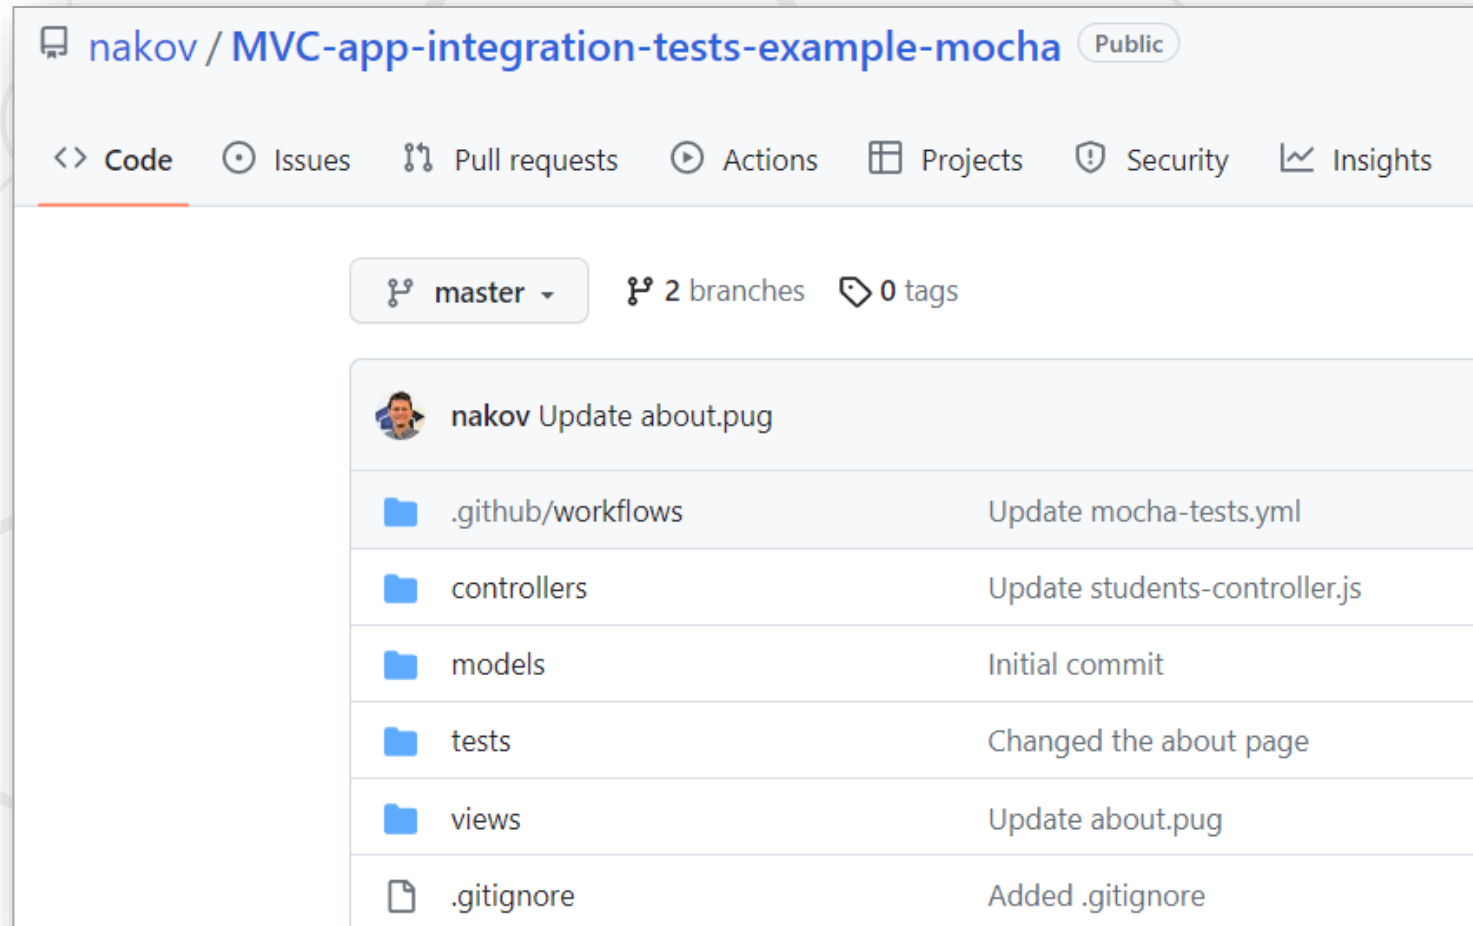 nakov / MVC-app-integration-tests-example-mocha Public
Code Issues Pull requests Actions Projects Security Insights
master 2 branches 0 tags
nakov Update about.pug
.github/workflows Update mocha-tests.yml
controllers Update students-controller.js
models Initial commit
tests Changed the about page
views Update about.pug
.gitignore Added .gitignore